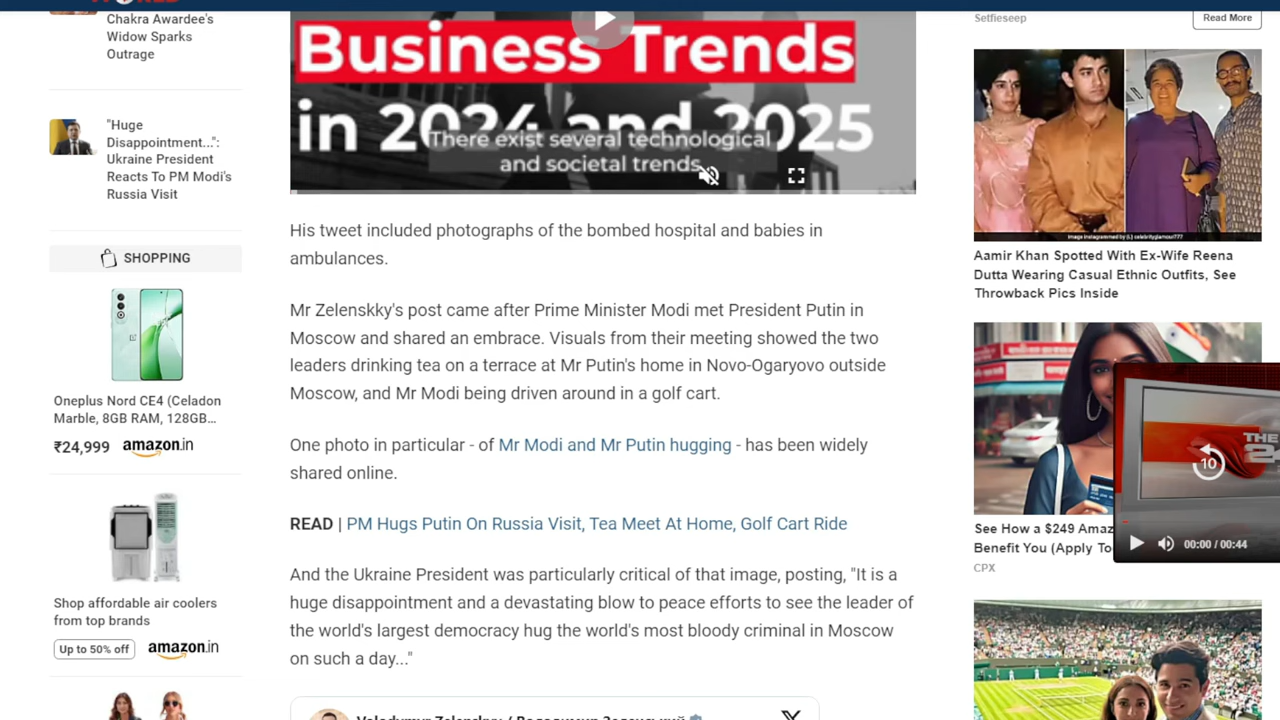 Chakra Awardee's
Widow Sparks
Outrage
"Huge
Disappointment...":
Ukraine President
Reacts To PM Modi's
Russia Visit
SHOPPING
Oneplus Nord CE4 (Celadon
Marble, 8GB RAM, 128GB...
₹24,999 amazon.in
Shop affordable air coolers
from top brands
Up to 50% off amazon.in
Business Trends
in 2024 and 2025
There exist several technological
and societal trends
His tweet included photographs of the bombed hospital and babies in
ambulances.
Mr Zelenskky's post came after Prime Minister Modi met President Putin in
Moscow and shared an embrace. Visuals from their meeting showed the two
leaders drinking tea on a terrace at Mr Putin's home in Novo-Ogaryovo outside
Moscow, and Mr Modi being driven around in a golf cart.
One photo in particular - of Mr Modi and Mr Putin hugging - has been widely
shared online.
READ | PM Hugs Putin On Russia Visit, Tea Meet At Home, Golf Cart Ride
And the Ukraine President was particularly critical of that image, posting, "It is a
huge disappointment and a devastating blow to peace efforts to see the leader of
the world's largest democracy hug the world's most bloody criminal in Moscow
on such a day..."
Volodymyr Zelenskyy / Володимир Зеленський
Setfieseep
Read More
Image Instagrammed by (L) celebrityglamour777
Aamir Khan Spotted With Ex-Wife Reena
Dutta Wearing Casual Ethnic Outfits, See
Throwback Pics Inside
See How a $249 Amaz
Benefit You (Apply To
CPX
THE
24
10
00:00 / 00:44